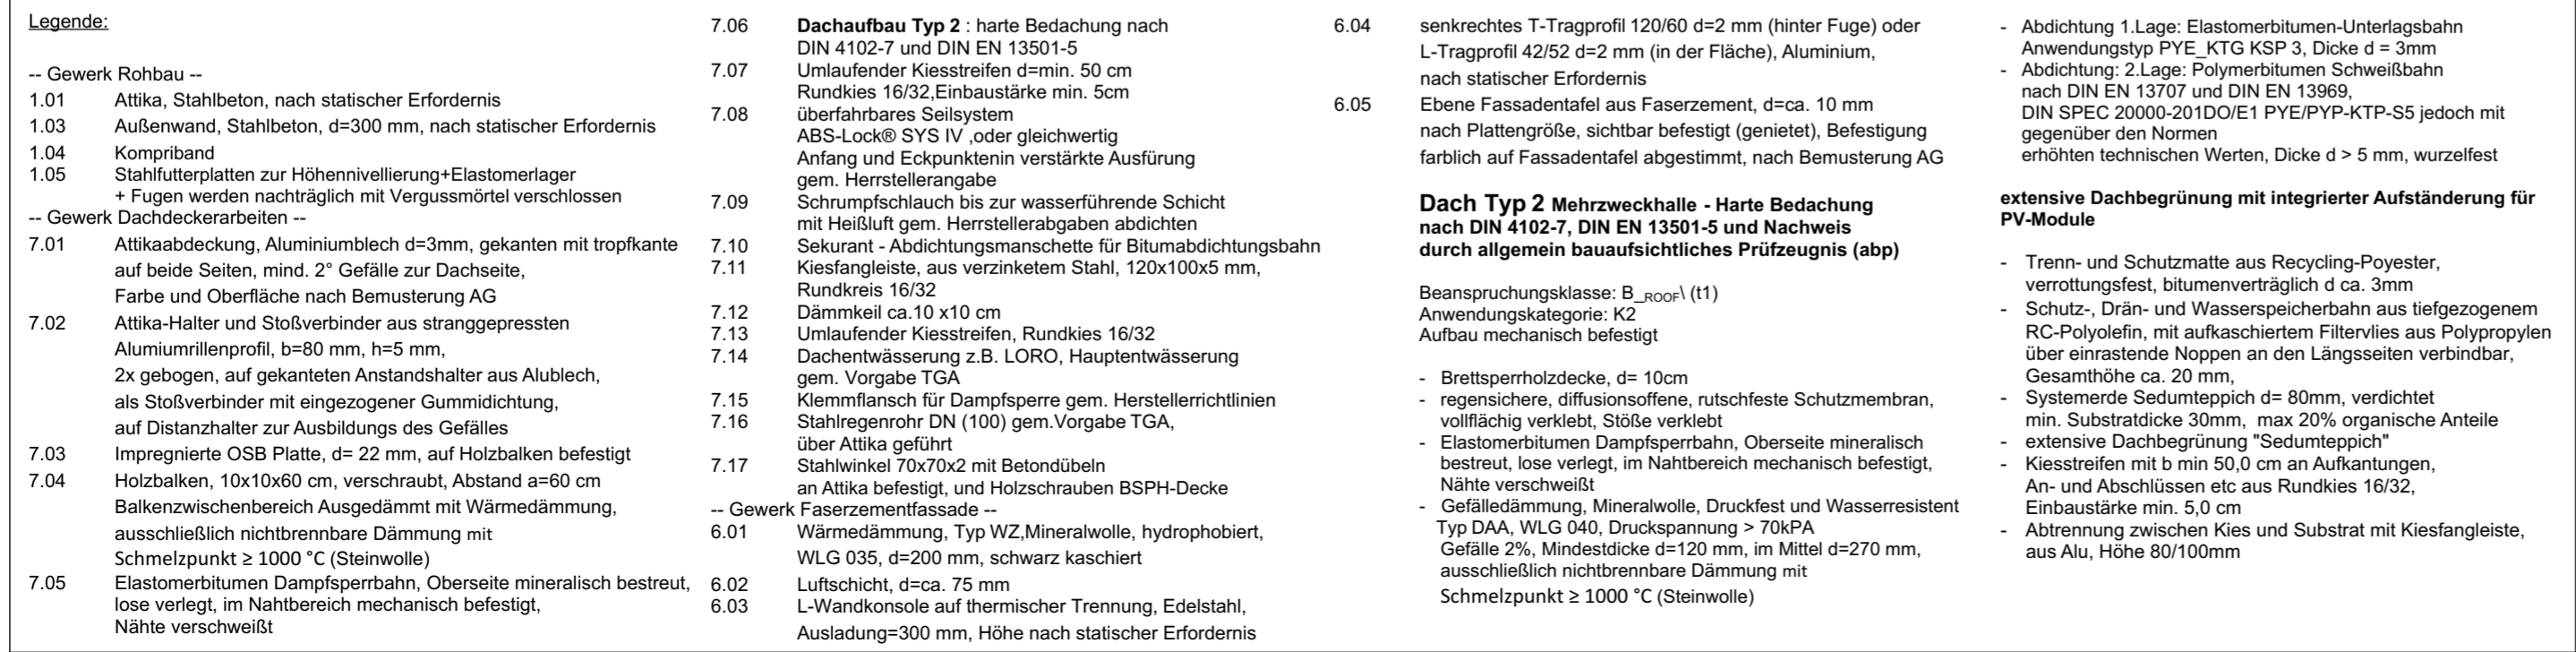 Legende:
-- Gewerk Rohbau --
1.01 Attika, Stahlbeton, nach statischer Erfordernis
1.03 Außenwand, Stahlbeton, d=300 mm, nach statischer Erfordernis
1.04 Kompriband
1.05 Stahlfutterplatten zur Höhennivellierung+Elastomerlager
+ Fugen werden nachträglich mit Vergussmörtel verschlossen
-- Gewerk Dachdeckerarbeiten --
7.01 Attikaabdeckung, Aluminiumblech d=3mm, gekanten mit tropfkante
auf beide Seiten, mind. 2° Gefälle zur Dachseite,
Farbe und Oberfläche nach Bemusterung AG
7.02 Attika-Halter und Stoßverbinder aus stranggepressten
Alumiumrillenprofil, b=80 mm, h=5 mm,
2x gebogen, auf gekanteten Anstandshalter aus Alublech,
als Stoßverbinder mit eingezogener Gummidichtung,
auf Distanzhalter zur Ausbildungs des Gefälles
7.03 Impregnierte OSB Platte, d= 22 mm, auf Holzbalken befestigt
7.04 Holzbalken, 10x10x60 cm, verschraubt, Abstand a=60 cm
Balkenzwischenbereich Ausgedämmt mit Wärmedämmung,
ausschließlich nichtbrennbare Dämmung mit
Schmelzpunkt ≥ 1000 °C (Steinwolle)
7.05 Elastomerbitumen Dampfsperrbahn, Oberseite mineralisch bestreut,
lose verlegt, im Nahtbereich mechanisch befestigt,
Nähte verschweißt
7.06 Dachaufbau Typ 2 : harte Bedachung nach
DIN 4102-7 und DIN EN 13501-5
7.07 Umlaufender Kiesstreifen d=min. 50 cm
Rundkies 16/32,Einbaustärke min. 5cm
7.08 überfahrbares Seilsystem
ABS-Lock® SYS IV ,oder gleichwertig
Anfang und Eckpunktenin verstärkte Ausfürung
gem. Herrstellerangabe
7.09 Schrumpfschlauch bis zur wasserführende Schicht
mit Heißluft gem. Herrstellerabgaben abdichten
7.10 Sekurant - Abdichtungsmanschette für Bitumabdichtungsbahn
7.11 Kiesfangleiste, aus verzinketem Stahl, 120x100x5 mm,
Rundkreis 16/32
7.12 Dämmkeil ca.10 x10 cm
7.13 Umlaufender Kiesstreifen, Rundkies 16/32
7.14 Dachentwässerung z.B. LORO, Hauptentwässerung
gem. Vorgabe TGA
7.15 Klemmflansch für Dampfsperre gem. Herstellerrichtlinien
7.16 Stahlregenrohr DN (100) gem.Vorgabe TGA,
über Attika geführt
7.17 Stahlwinkel 70x70x2 mit Betondübeln
an Attika befestigt, und Holzschrauben BSPH-Decke
-- Gewerk Faserzementfassade --
6.01 Wärmedämmung, Typ WZ,Mineralwolle, hydrophobiert,
WLG 035, d=200 mm, schwarz kaschiert
6.02 Luftschicht, d=ca. 75 mm
6.03 L-Wandkonsole auf thermischer Trennung, Edelstahl,
Ausladung=300 mm, Höhe nach statischer Erfordernis
6.04 senkrechtes T-Tragprofil 120/60 d=2 mm (hinter Fuge) oder
L-Tragprofil 42/52 d=2 mm (in der Fläche), Aluminium,
nach statischer Erfordernis
6.05 Ebene Fassadentafel aus Faserzement, d=ca. 10 mm
nach Plattengröße, sichtbar befestigt (genietet), Befestigung
farblich auf Fassadentafel abgestimmt, nach Bemusterung AG
Dach Typ 2 Mehrzweckhalle - Harte Bedachung
nach DIN 4102-7, DIN EN 13501-5 und Nachweis
durch allgemein bauaufsichtliches Prüfzeugnis (abp)
Beanspruchungsklasse: B_ROOF\ (t1)
Anwendungskategorie: K2
Aufbau mechanisch befestigt
- Brettsperrholzdecke, d= 10cm
- regensichere, diffusionsoffene, rutschfeste Schutzmembran,
vollflächig verklebt, Stöße verklebt
- Elastomerbitumen Dampfsperrbahn, Oberseite mineralisch
bestreut, lose verlegt, im Nahtbereich mechanisch befestigt,
Nähte verschweißt
- Gefälledämmung, Mineralwolle, Druckfest und Wasserresistent
Typ DAA, WLG 040, Druckspannung > 70kPA
Gefälle 2%, Mindestdicke d=120 mm, im Mittel d=270 mm,
ausschließlich nichtbrennbare Dämmung mit
Schmelzpunkt ≥ 1000 °C (Steinwolle)
- Abdichtung 1.Lage: Elastomerbitumen-Unterlagsbahn
Anwendungstyp PYE_KTG KSP 3, Dicke d = 3mm
- Abdichtung: 2.Lage: Polymerbitumen Schweißbahn
nach DIN EN 13707 und DIN EN 13969,
DIN SPEC 20000-201DO/E1 PYE/PYP-KTP-S5 jedoch mit
gegenüber den Normen
erhöhten technischen Werten, Dicke d > 5 mm, wurzelfest
extensive Dachbegrünung mit integrierter Aufständerung für
PV-Module
- Trenn- und Schutzmatte aus Recycling-Poyester,
verrottungsfest, bitumenverträglich d ca. 3mm
- Schutz-, Drän- und Wasserspeicherbahn aus tiefgezogenem
RC-Polyolefin, mit aufkaschiertem Filtervlies aus Polypropylen
über einrastende Noppen an den Längsseiten verbindbar,
Gesamthöhe ca. 20 mm,
- Systemerde Sedumteppich d= 80mm, verdichtet
min. Substratdicke 30mm, max 20% organische Anteile
- extensive Dachbegrünung "Sedumteppich"
- Kiesstreifen mit b min 50,0 cm an Aufkantungen,
An- und Abschlüssen etc aus Rundkies 16/32,
Einbaustärke min. 5,0 cm
- Abtrennung zwischen Kies und Substrat mit Kiesfangleiste,
aus Alu, Höhe 80/100mm